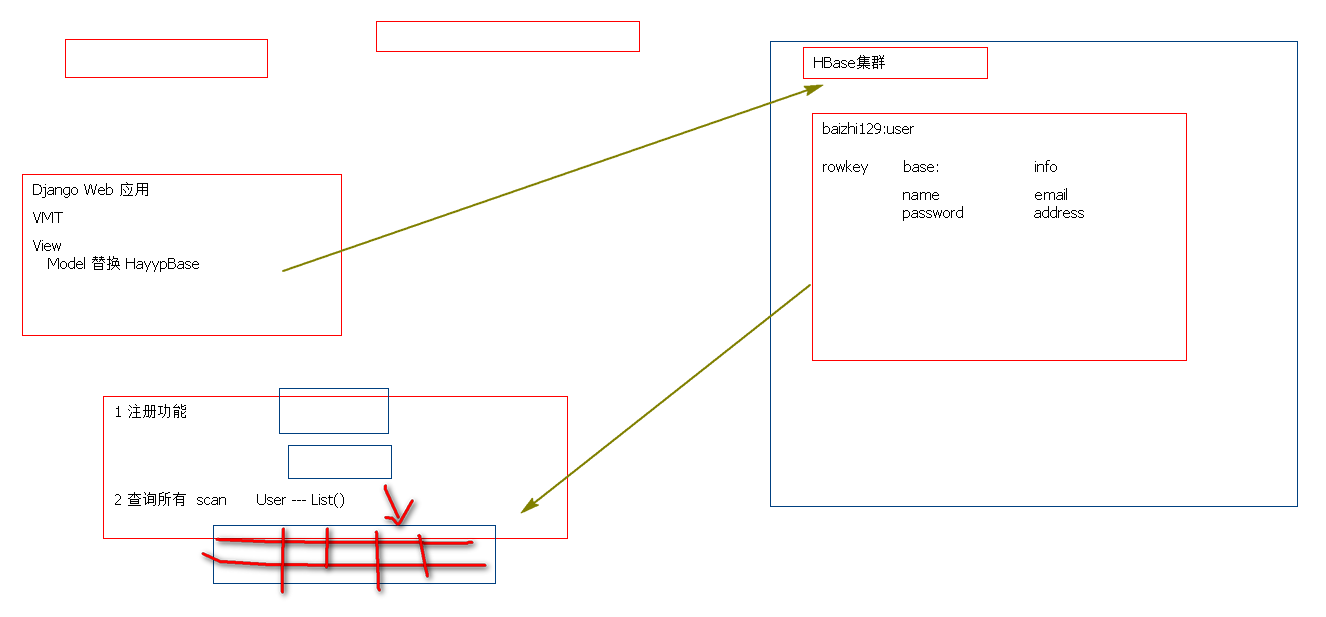 HBase集群
baizhi129:user
rowkey base: info
name email
password address
Django Web 应用
VMT
View
Model 替换 HayypBase
1 注册功能
2 查询所有 scan User --- List()